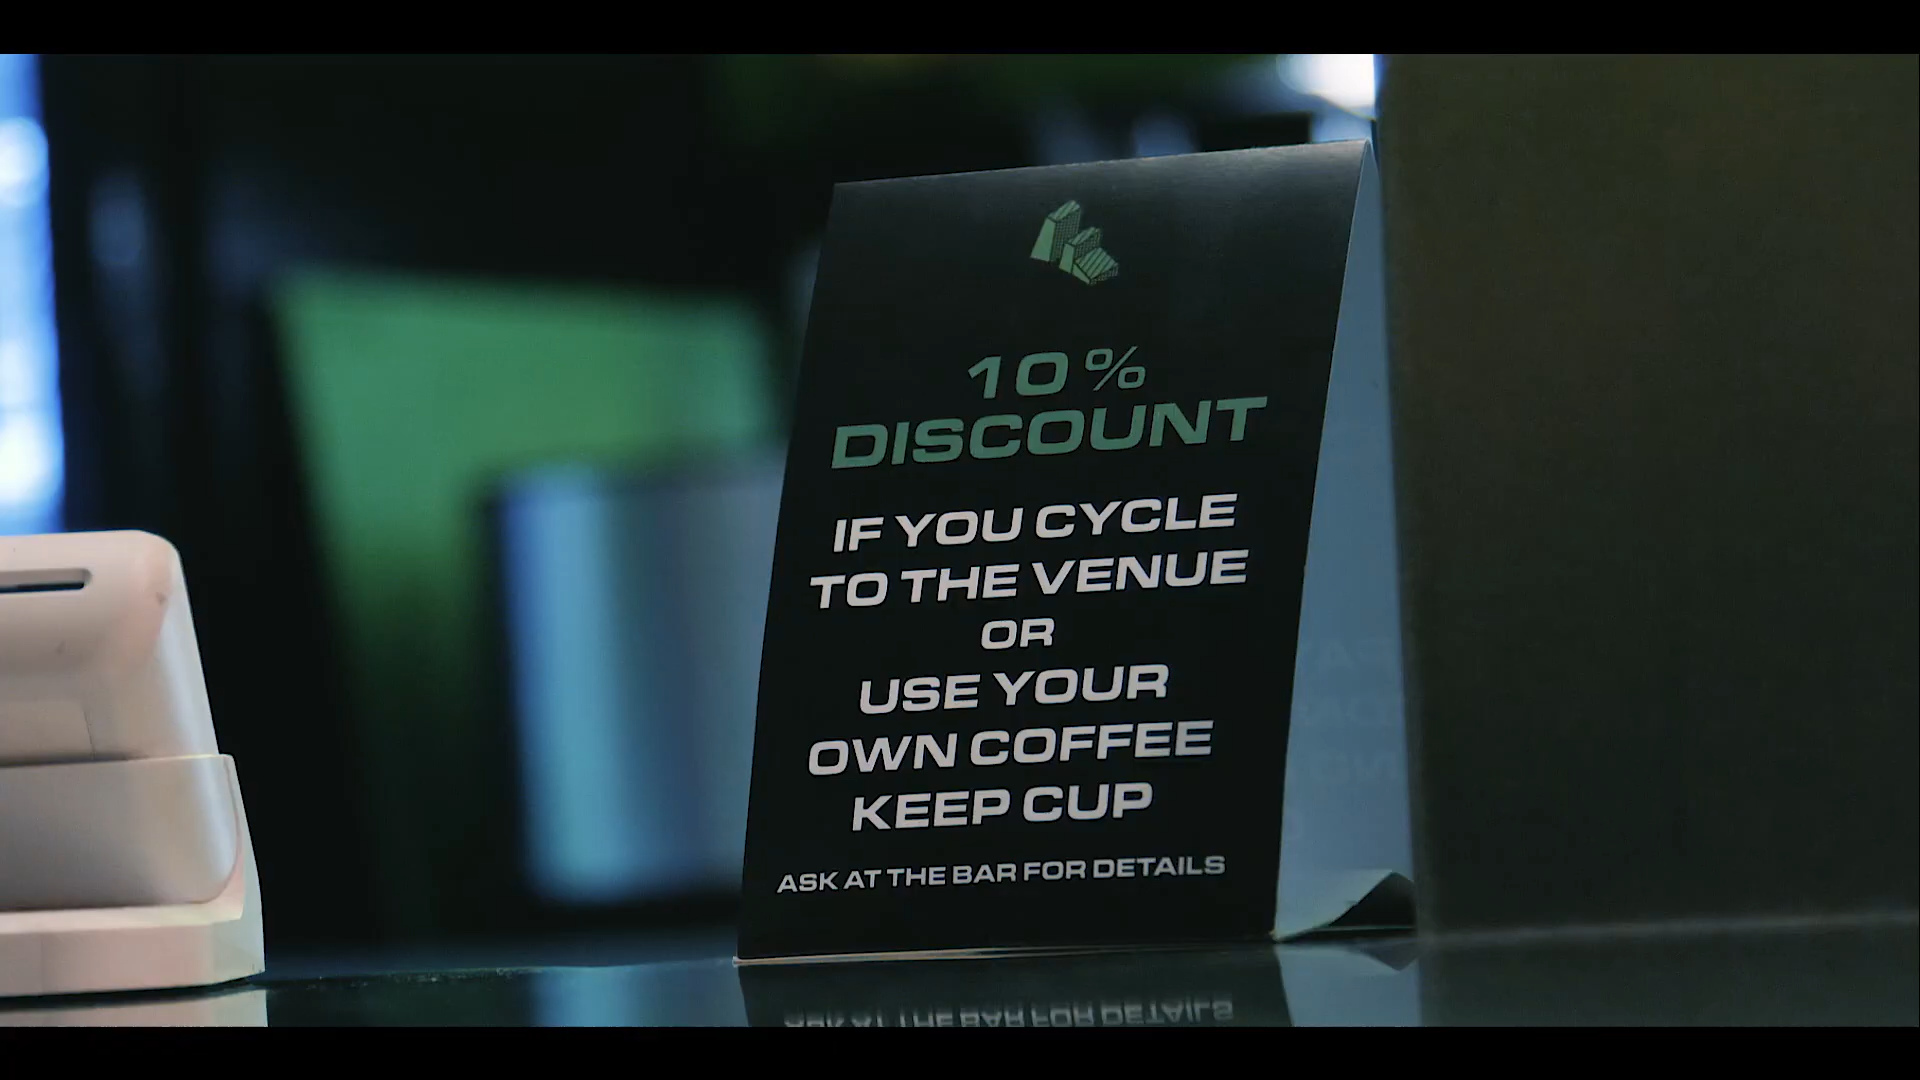 10%
DISCOUNT
IF YOU CYCLE
TO THE VENUE
OR
USE YOUR
OWN COFFEE
KEEP CUP
ASK AT THE BAR FOR DETAILS